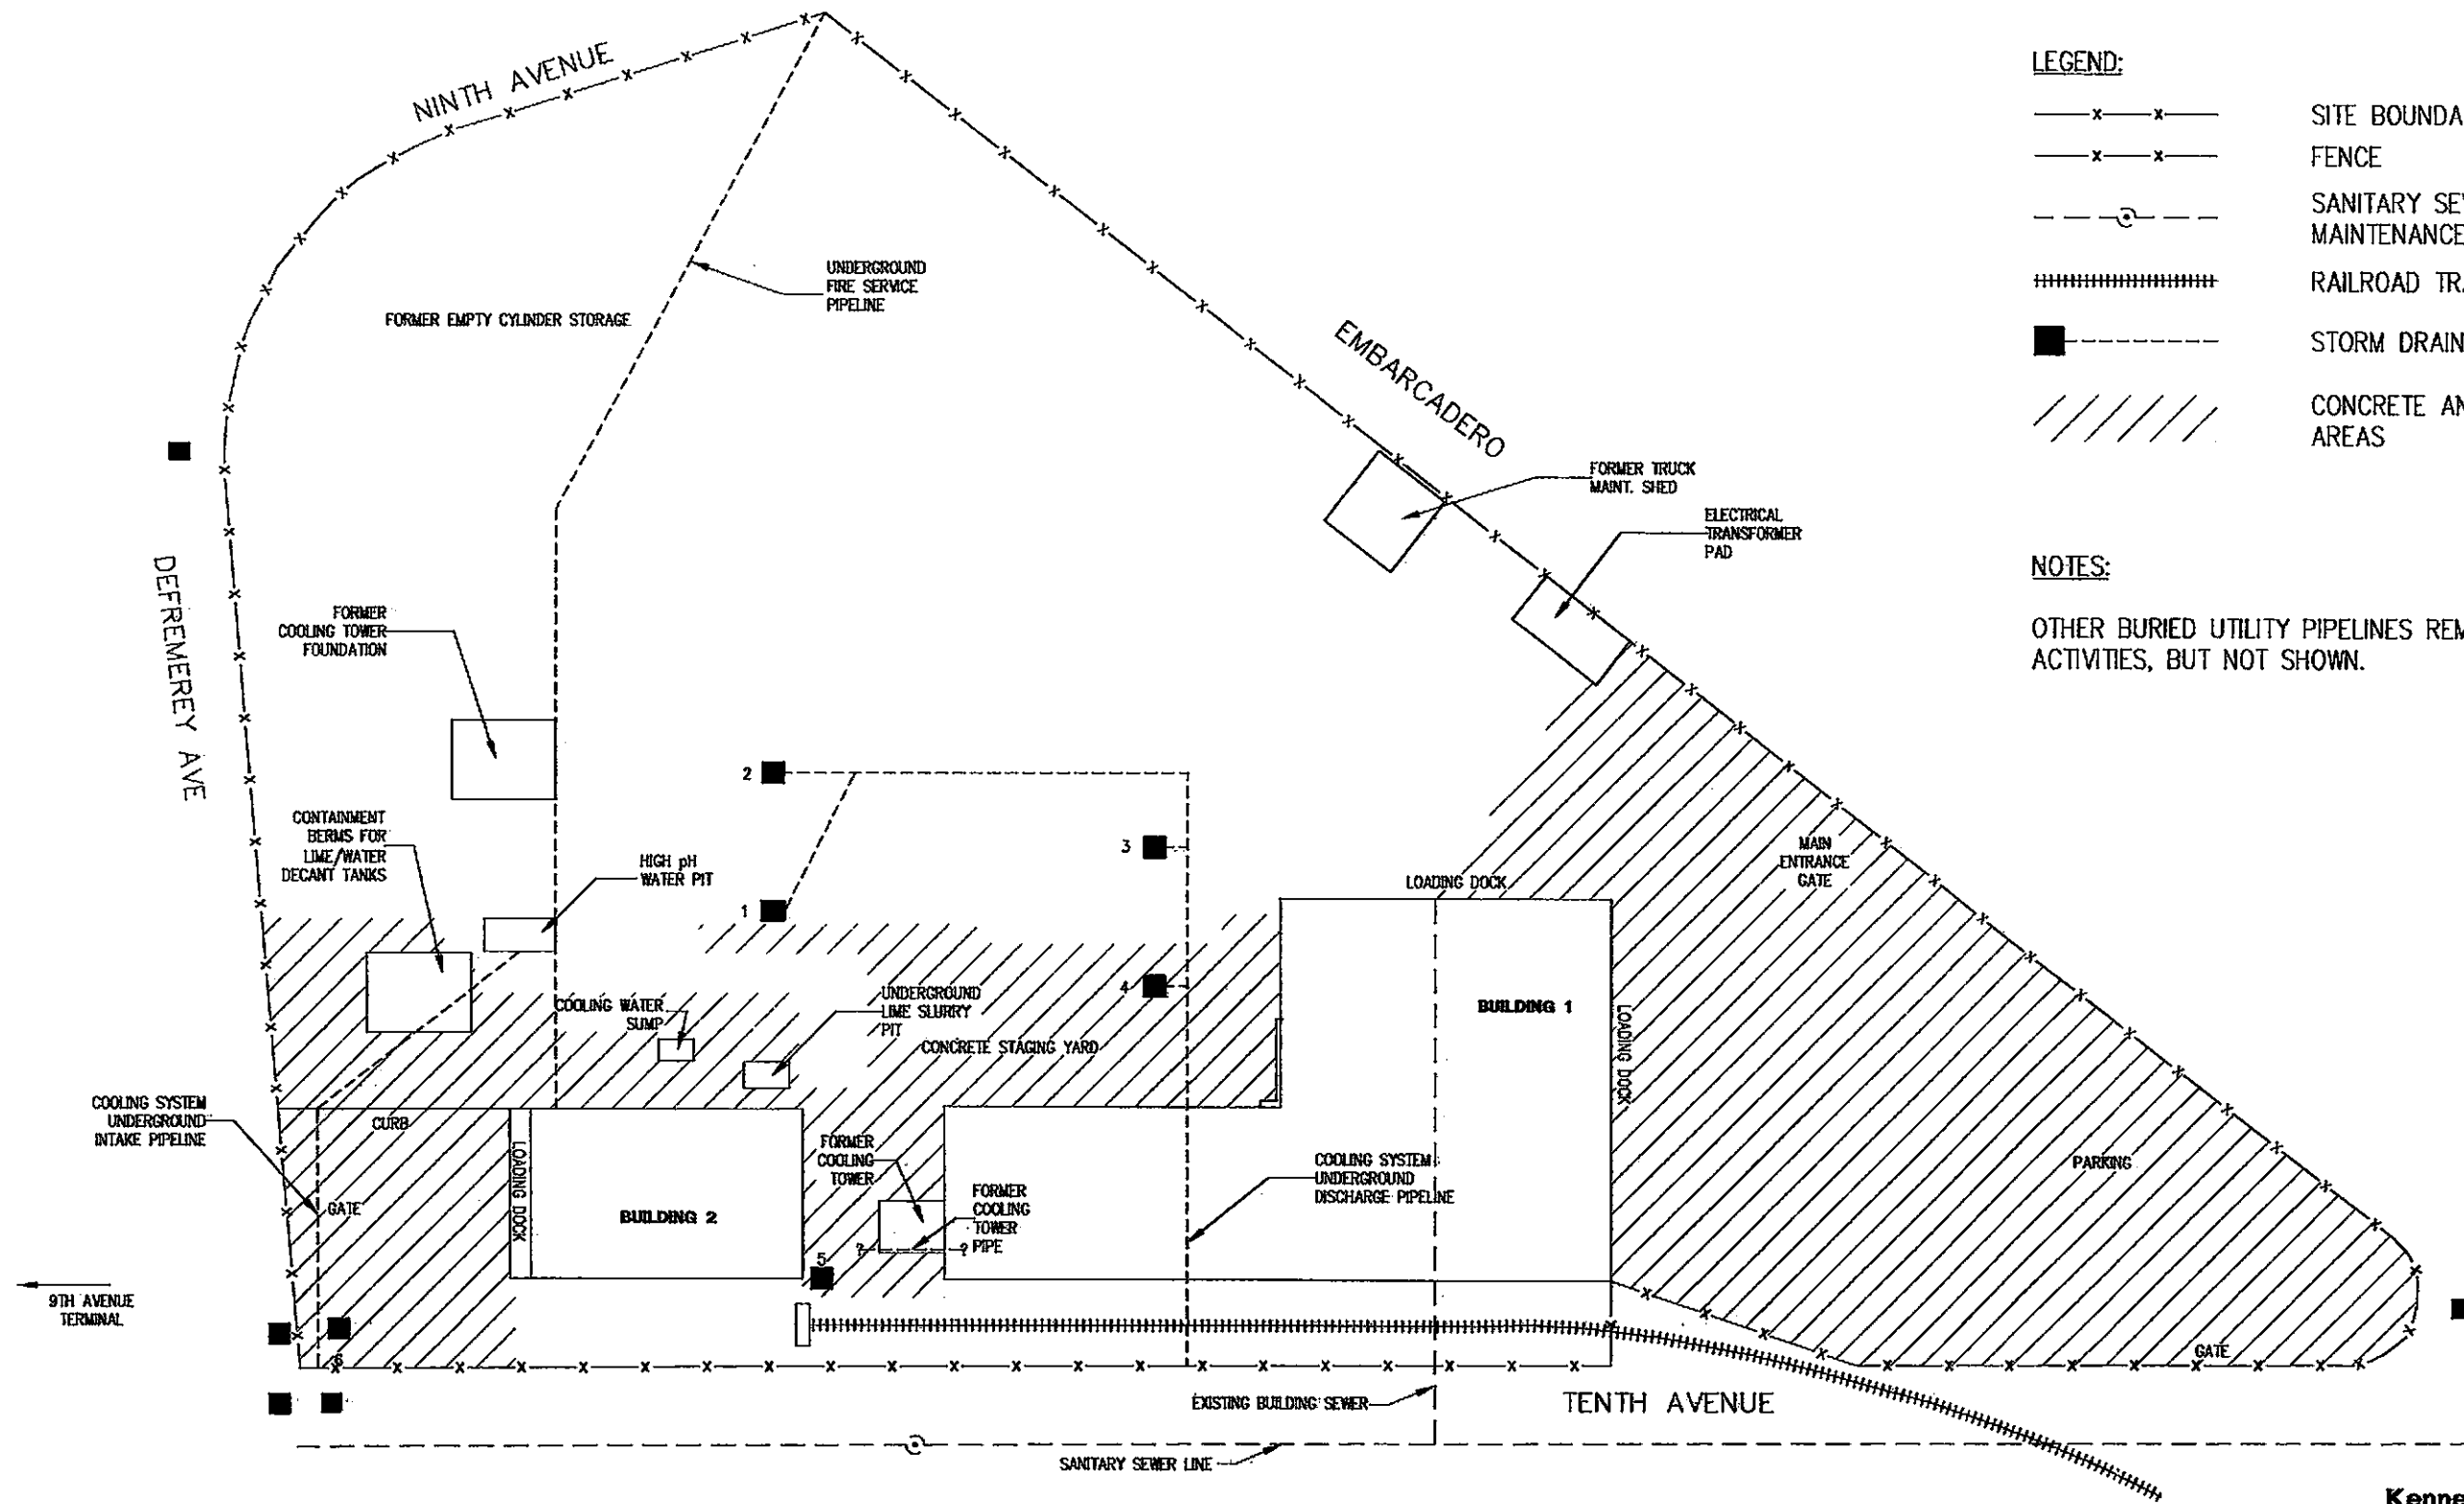 NINTH AVENUE
LEGEND:
SITE BOUNDA
FENCE
SANITARY SE
MAINTENANCE
RAILROAD TR
STORM DRAIN
CONCRETE AN
AREAS
NOTES:
OTHER BURIED UTILITY PIPELINES REM
ACTIVITIES, BUT NOT SHOWN.
UNDERGROUND
FIRE SERVICE
PIPELINE
FORMER EMPTY CYLINDER STORAGE
EMBARCADERO
FORMER TRUCK
MAINT. SHED
ELECTRICAL
TRANSFORMER
PAD
DEFREMEREY AVE
FORMER
COOLING TOWER
FOUNDATION
2
CONTAINMENT
BERMS FOR
LIME/WATER
DECANT TANKS
HIGH pH
WATER PIT
3
MAIN
ENTRANCE
GATE
1
LOADING DOCK
4
COOLING WATER
SUMP
UNDERGROUND
LIME SLURRY
PIT
CONCRETE STAGING YARD
BUILDING 1
LOADING DOCK
COOLING SYSTEM
UNDERGROUND
INTAKE PIPELINE
CURB
GATE
LOADING DOCK
BUILDING 2
FORMER
COOLING
TOWER
FORMER
COOLING
TOWER
PIPE
? ?
5
COOLING SYSTEM
UNDERGROUND
DISCHARGE PIPELINE
PARKING
9TH AVENUE
TERMINAL
6
GATE
EXISTING BUILDING SEWER
TENTH AVENUE
SANITARY SEWER LINE
Kenne